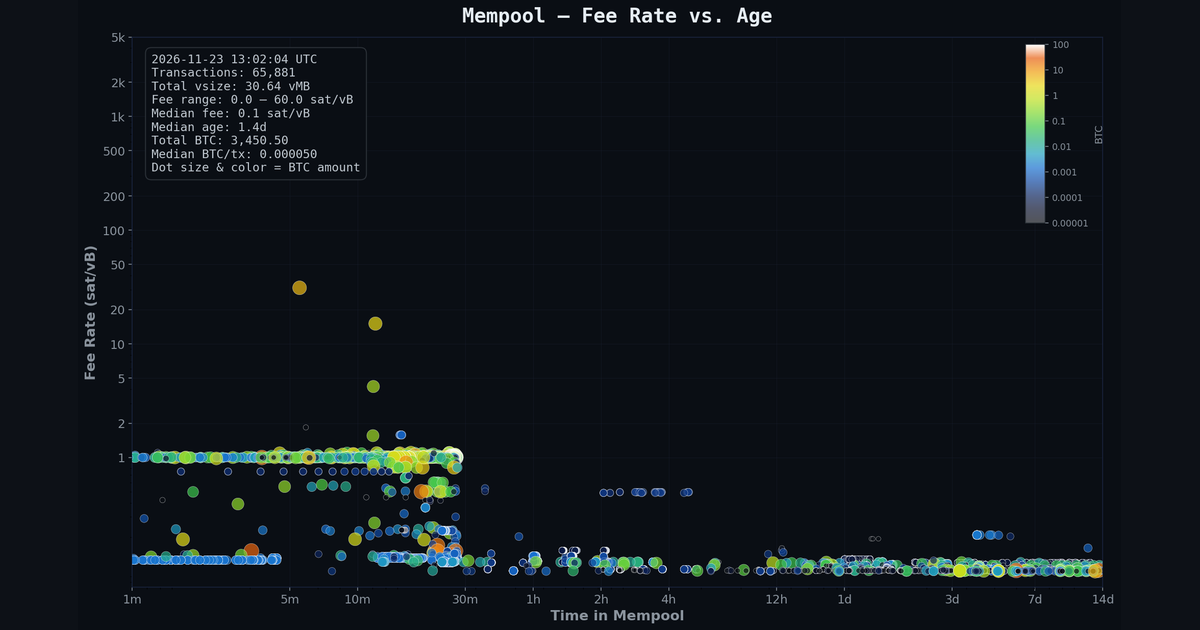 Mempool — Fee Rate vs. Age
2026-11-23 13:02:04 UTC
Transactions: 65,881
Total vsize: 30.64 vMB
Fee range: 0.0 — 60.0 sat/vB
Median fee: 0.1 sat/vB
Median age: 1.4d
Total BTC: 3,450.50
Median BTC/tx: 0.000050
Dot size & color = BTC amount
100
10
1
0.1
0.01
0.001
0.0001
0.00001
BTC
Fee Rate (sat/vB)
5k
2k
1k
500
200
100
50
20
10
5
2
1
1m
5m
10m
30m
1h
2h
4h
12h
1d
3d
7d
14d
Time in Mempool